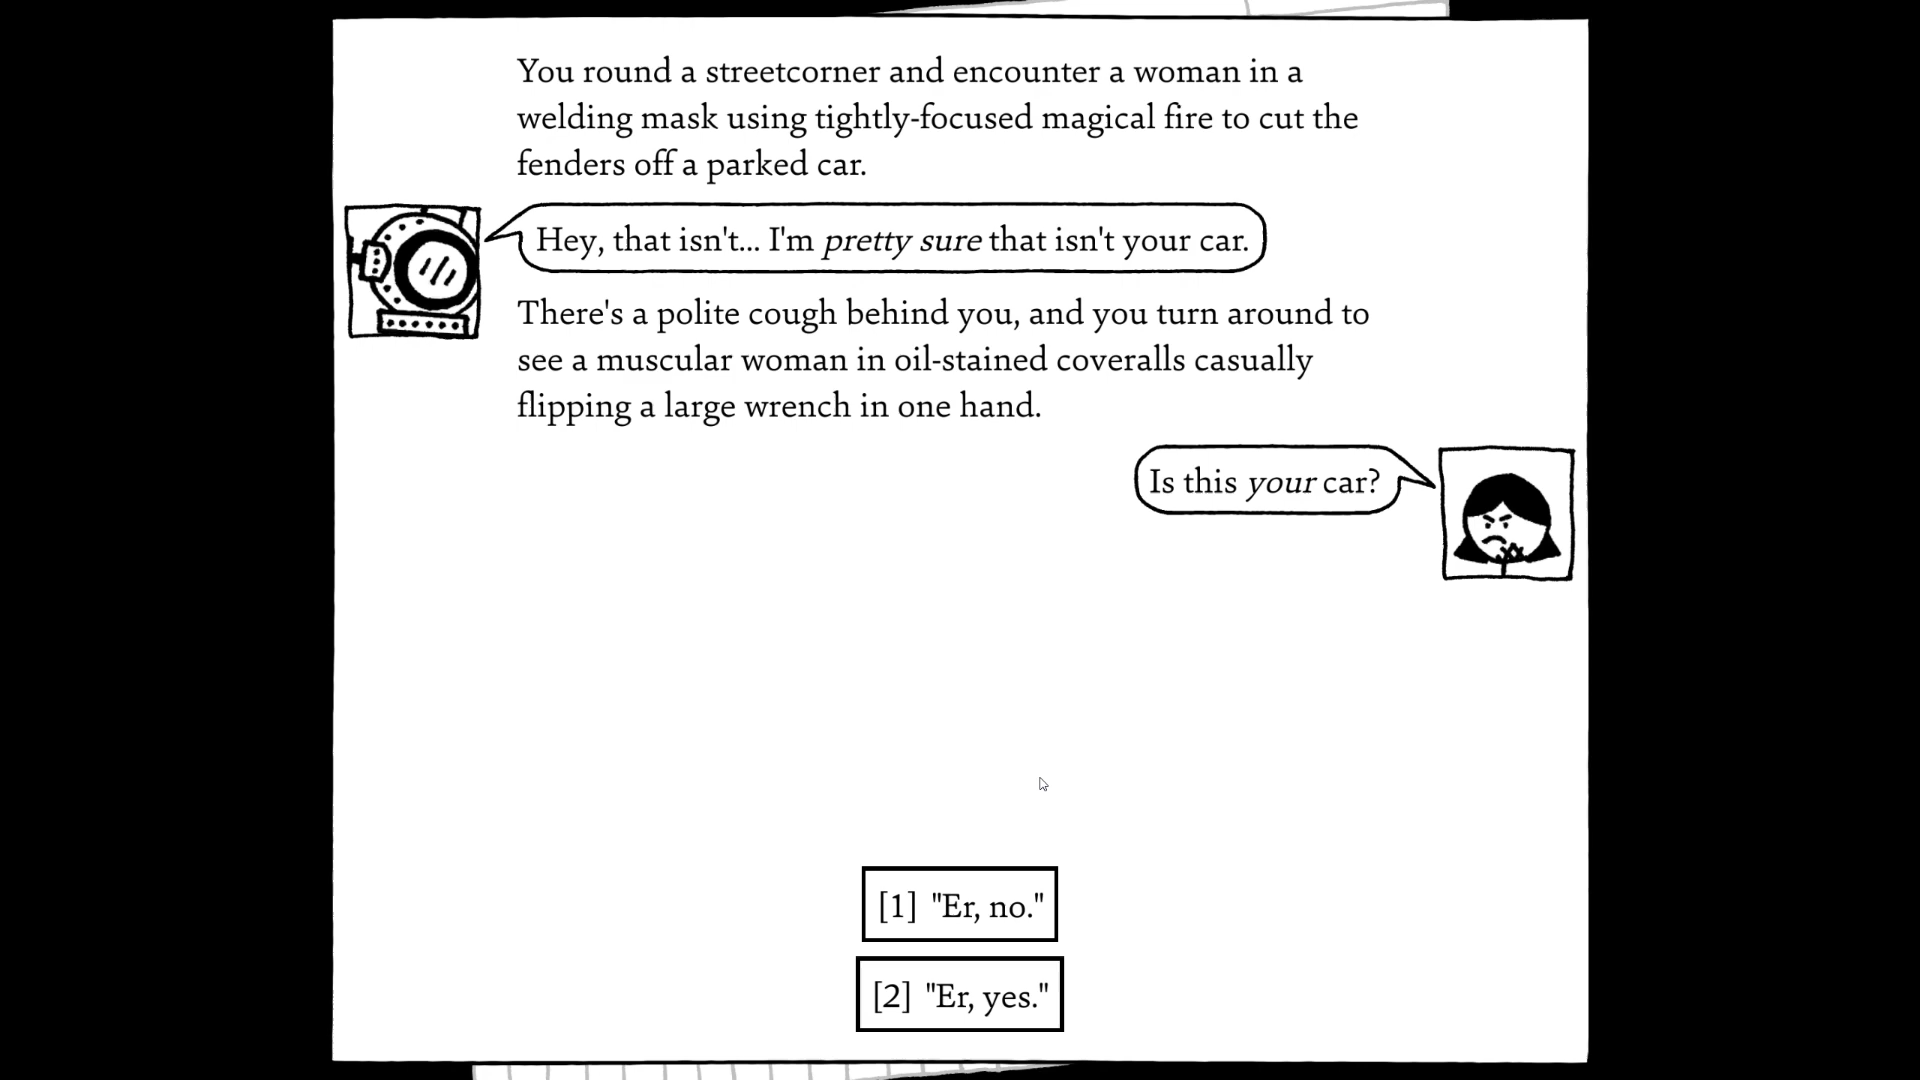 You round a streetcorner and encounter a woman in a
welding mask using tightly-focused magical fire to cut the
fenders off a parked car.
Hey, that isn't... I'm pretty sure that isn't your car.
There's a polite cough behind you, and you turn around to
see a muscular woman in oil-stained coveralls casually
flipping a large wrench in one hand.
Is this your car?
[1] "Er, no."
[2] "Er, yes."